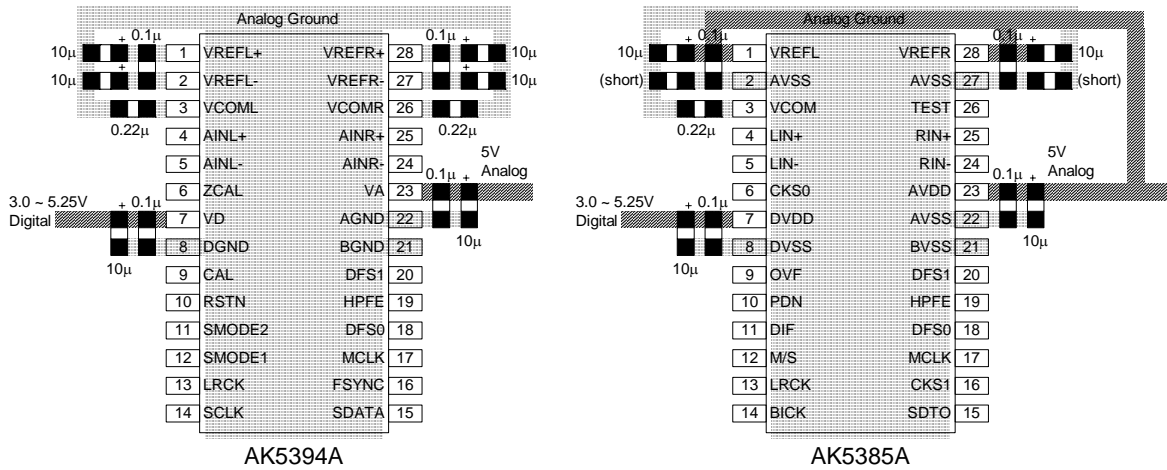 Analog Ground
+ 0.1μ
0.1μ +
10μ
10μ
10μ
10μ
+
+
0.22μ
0.22μ
1 VREFL+ VREFR+ 28
2 VREFL- VREFR- 27
3 VCOML VCOMR 26
4 AINL+ AINR+ 25
5 AINL- AINR- 24
6 ZCAL VA 23
7 VD AGND 22
8 DGND BGND 21
9 CAL DFS1 20
10 RSTN HPFE 19
11 SMODE2 DFS0 18
12 SMODE1 MCLK 17
13 LRCK FSYNC 16
14 SCLK SDATA 15
5V
Analog
0.1μ +
10μ
3.0 ~ 5.25V
Digital
+ 0.1μ
10μ
AK5394A
Analog Ground
+ 0.1μ
0.1μ +
10μ
10μ
(short)
(short)
0.22μ
1 VREFL VREFR 28
2 AVSS AVSS 27
3 VCOM TEST 26
4 LIN+ RIN+ 25
5 LIN- RIN- 24
6 CKS0 AVDD 23
7 DVDD AVSS 22
8 DVSS BVSS 21
9 OVF DFS1 20
10 PDN HPFE 19
11 DIF DFS0 18
12 M/S MCLK 17
13 LRCK CKS1 16
14 BICK SDTO 15
5V
Analog
0.1μ +
10μ
3.0 ~ 5.25V
Digital
+ 0.1μ
10μ
AK5385A